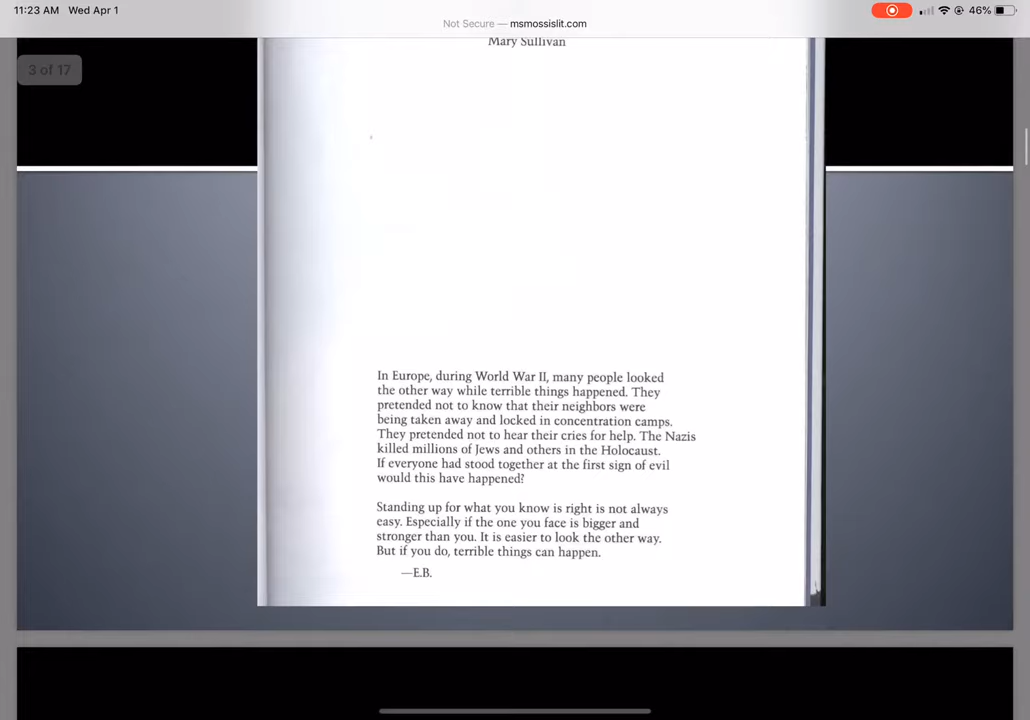 11:23 AM Wed Apr 1
46%
Not Secure — msmossislit.com
Mary Sullivan
3 of 17
In Europe, during World War II, many people looked
the other way while terrible things happened. They
pretended not to know that their neighbors were
being taken away and locked in concentration camps.
They pretended not to hear their cries for help. The Nazis
killed millions of Jews and others in the Holocaust.
If everyone had stood together at the first sign of evil
would this have happened?
Standing up for what you know is right is not always
easy. Especially if the one you face is bigger and
stronger than you. It is easier to look the other way.
But if you do, terrible things can happen.
—E.B.